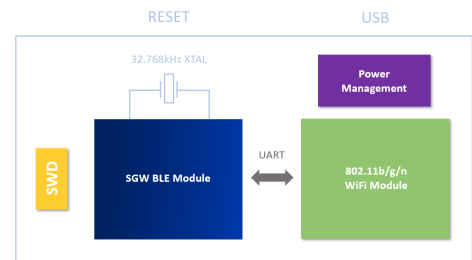 RESET
USB
32.768kHz XTAL
Power
Management
SWD
SGW BLE Module
UART
802.11b/g/n
WiFi Module